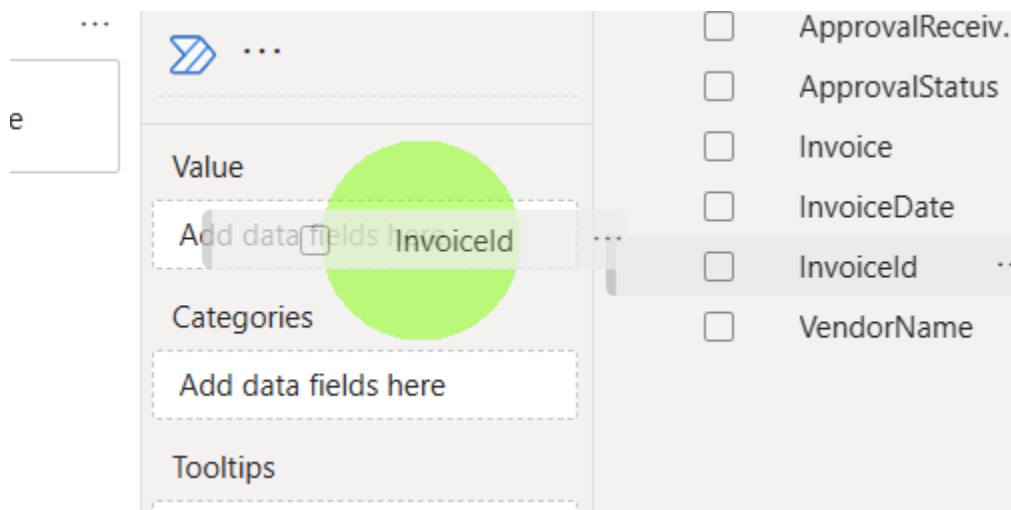 e
Value
Add data fields here
InvoiceId
Categories
Add data fields here
Tooltips
ApprovalReceiv.
ApprovalStatus
Invoice
InvoiceDate
InvoiceId
VendorName